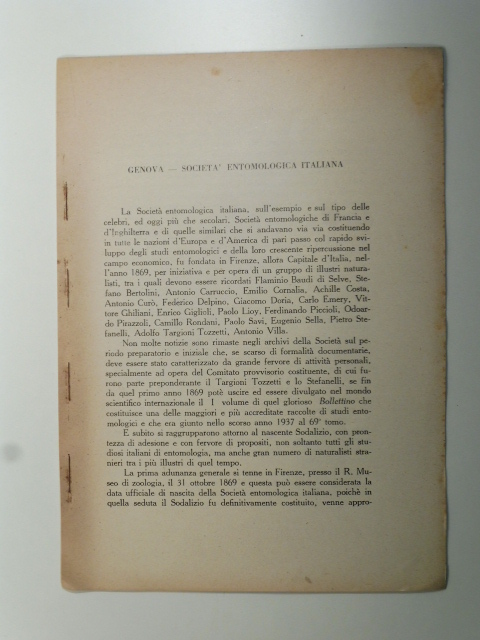 GENOVA — SOCIETA' ENTOMOLOGICA ITALIANA
La Società entomologica italiana, sull'esempio e sul tipo delle
celebri, ed oggi più che secolari, Società entomologiche di Francia e
d'Inghilterra e di quelle similari che si andavano via via costituendo
in tutte le nazioni d'Europa e d'America di pari passo col rapido svi-
luppo degli studi entomologici e della loro crescente ripercussione nel
campo economico, fu fondata in Firenze, allora Capitale d'Italia, nel-
l'anno 1869, per iniziativa e per opera di un gruppo di illustri natura-
listi, tra i quali devono essere ricordati Flaminio Baudi di Selve, Ste-
fano Bertolini, Antonio Carruccio, Emilio Cornalia, Achille Costa,
Antonio Curò, Federico Delpino, Giacomo Doria, Carlo Emery, Vit-
tore Ghiliani, Enrico Giglioli, Paolo Lioy, Ferdinando Piccioli, Odoar-
do Pirazzoli, Camillo Rondani, Paolo Savi, Eugenio Sella, Pietro Ste-
fanelli, Adolfo Targioni Tozzetti, Antonio Villa.
Non molte notizie sono rimaste negli archivi della Società sul pe-
riodo preparatorio e iniziale che, se scarso di formalità documentarie,
deve essere stato caratterizzato da grande fervore di attività personali,
specialmente ad opera del Comitato provvisorio costituente, di cui fu-
rono parte preponderante il Targioni Tozzetti e lo Stefanelli, se fin
da quel primo anno 1869 potè uscire ed essere divulgato nel mondo
scientifico internazionale il I volume di quel glorioso Bollettino che
costituisce una delle maggiori e più accreditate raccolte di studi ento-
mologici e che era giunto nello scorso anno 1937 al 69° tomo.
E subito si raggrupparono attorno al nascente Sodalizio, con pron-
tezza di adesione e con fervore di propositi, non soltanto tutti gli stu-
diosi italiani di entomologia, ma anche gran numero di naturalisti stra-
nieri tra i più illustri di quel tempo.
La prima adunanza generale si tenne in Firenze, presso il R. Mu-
seo di zoologia, il 31 ottobre 1869 e questa può essere considerata la
data ufficiale di nascita della Società entomologica italiana, poichè in
quella seduta il Sodalizio fu definitivamente costituito, venne appro-